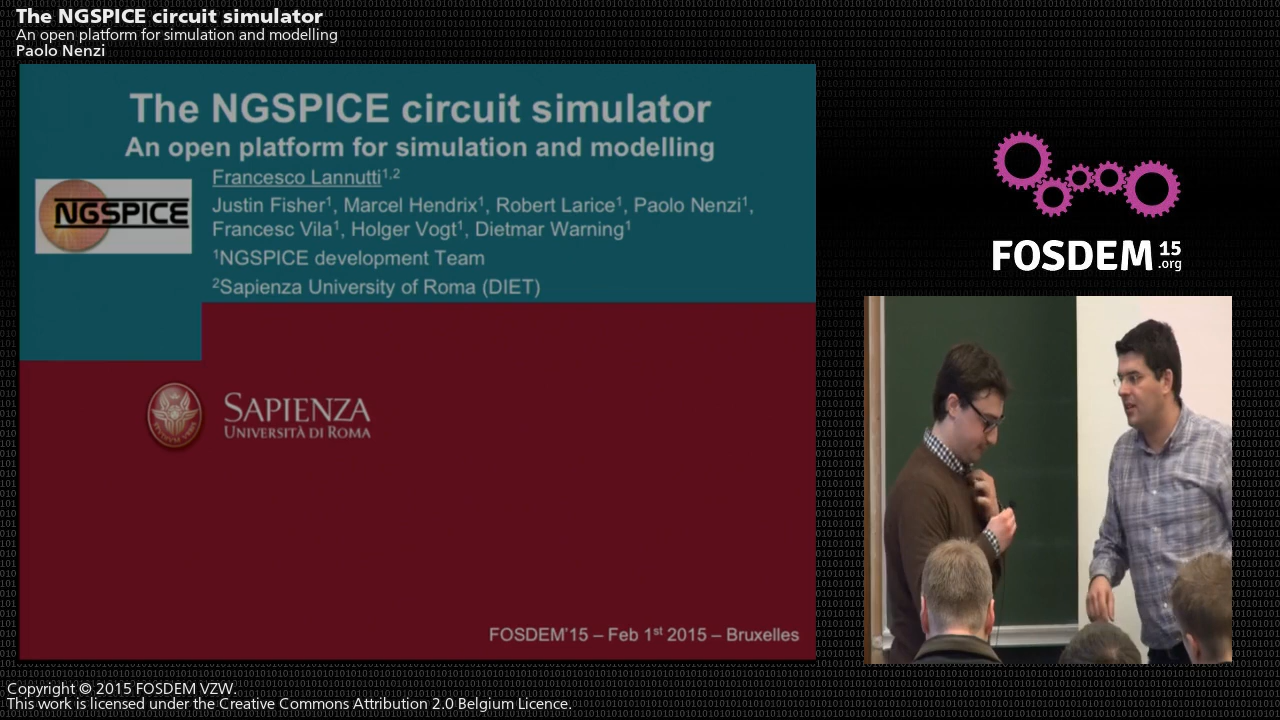 The NGSPICE circuit simulator
An open platform for simulation and modelling
Paolo Nenzi
The NGSPICE circuit simulator
An open platform for simulation and modelling
Francesco Lannutti1,2
NGSPICE
Justin Fisher1, Marcel Hendrix1, Robert Larice1, Paolo Nenzi1,
Francesc Vila1, Holger Vogt1, Dietmar Warning1
1NGSPICE development Team
2Sapienza University of Roma (DIET)
SAPIENZA
UNIVERSITÀ DI ROMA
FOSDEM'15 – Feb 1st 2015 – Bruxelles
FOSDEM 15
.org
Copyright © 2015 FOSDEM VZW.
This work is licensed under the Creative Commons Attribution 2.0 Belgium Licence.